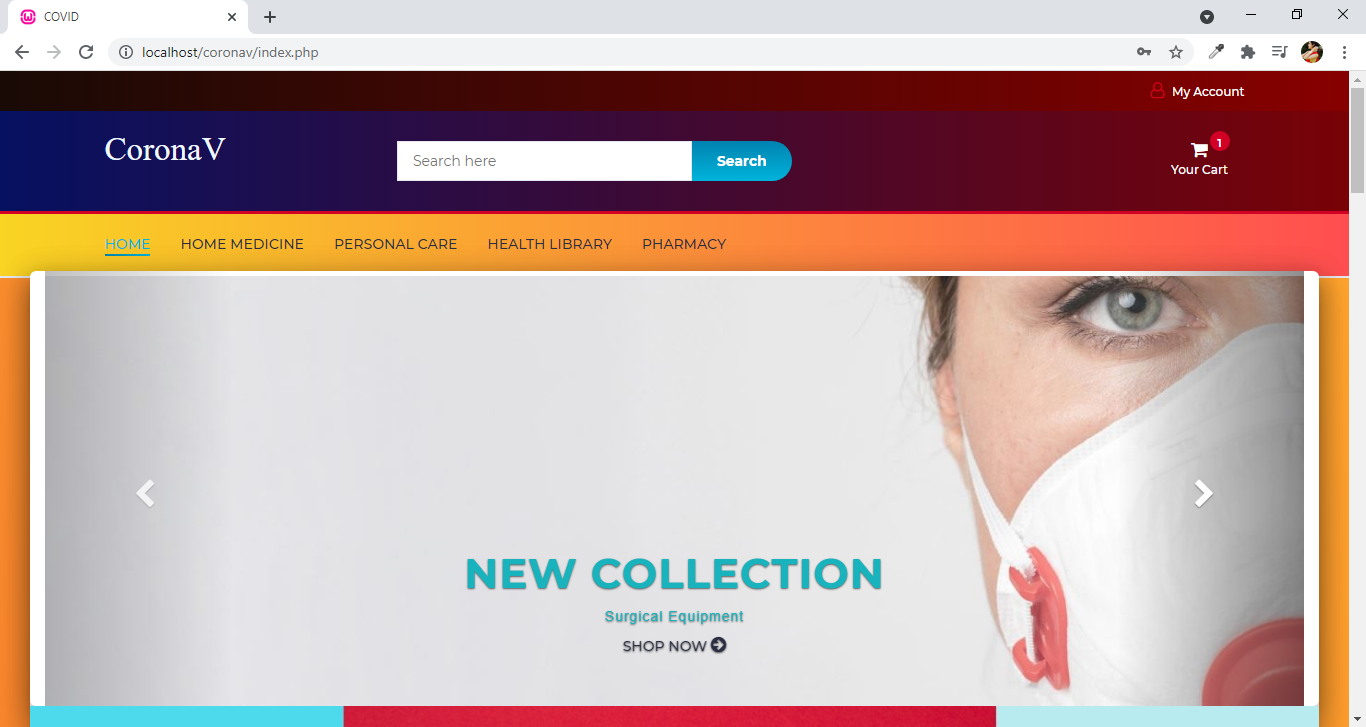 COVID
localhost/coronav/index.php
My Account
CoronaV
Search here
Search
1
Your Cart
HOME
HOME MEDICINE
PERSONAL CARE
HEALTH LIBRARY
PHARMACY
NEW COLLECTION
Surgical Equipment
SHOP NOW